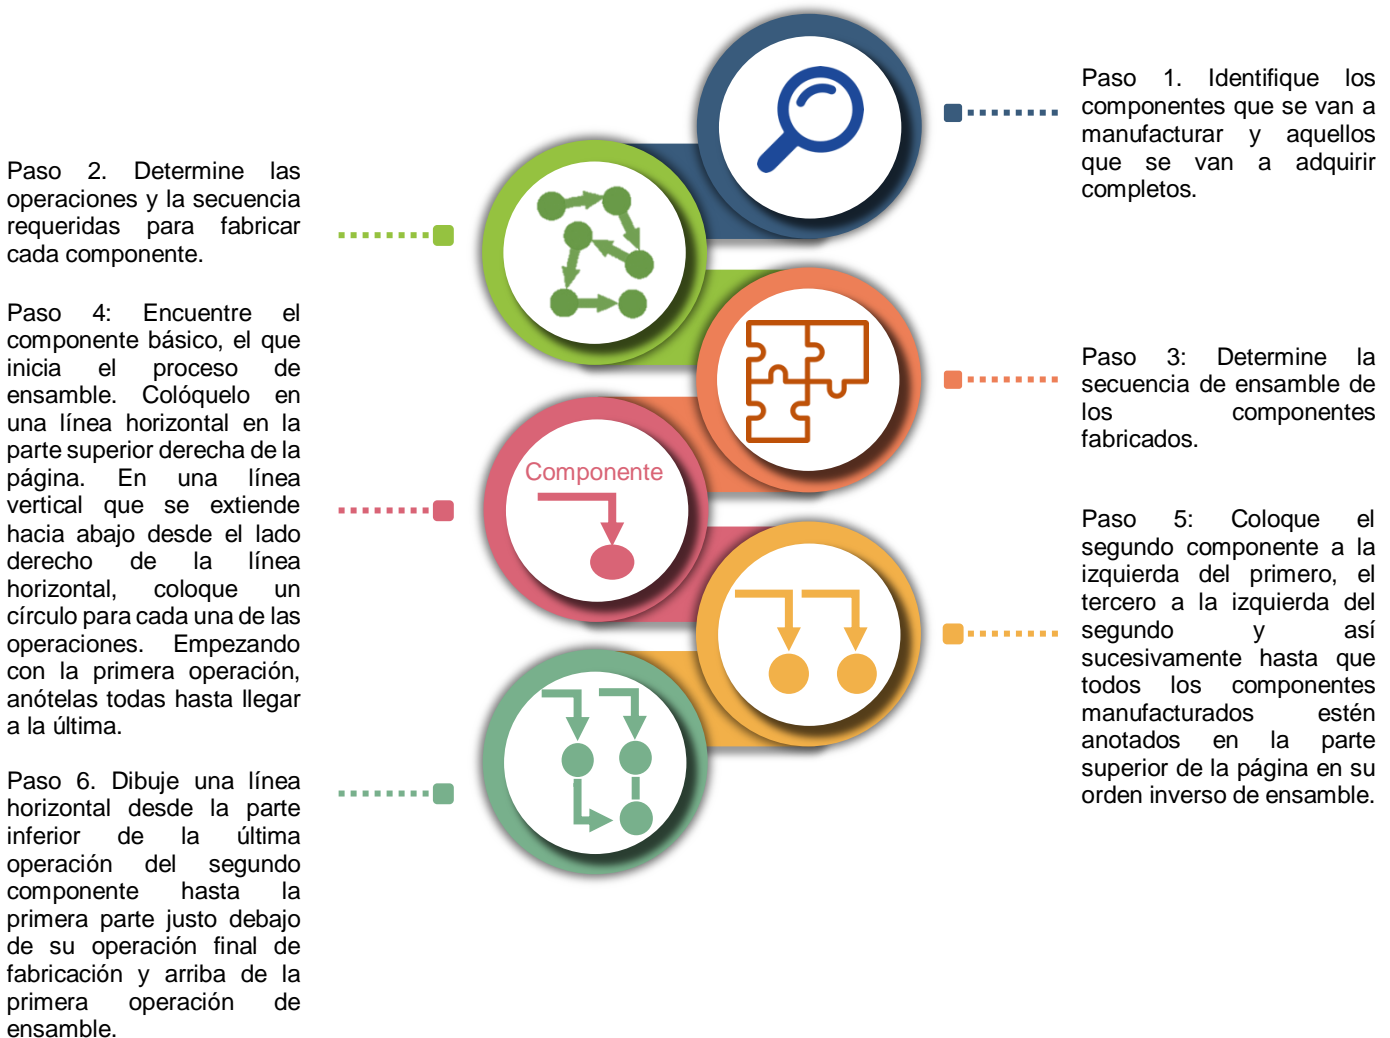 Paso 1. Identifique los
componentes que se van a
manufacturar y aquellos
que se van a adquirir
completos.
Paso 2. Determine las
operaciones y la secuencia
requeridas para fabricar
cada componente.
Paso 3: Determine la
secuencia de ensamble de
los componentes
fabricados.
Paso 4: Encuentre el
componente básico, el que
inicia el proceso de
ensamble. Colóquelo en
una línea horizontal en la
parte superior derecha de la
página. En una línea
vertical que se extiende
hacia abajo desde el lado
derecho de la línea
horizontal, coloque un
círculo para cada una de las
operaciones. Empezando
con la primera operación,
anótelas todas hasta llegar
a la última.
Componente
Paso 5: Coloque el
segundo componente a la
izquierda del primero, el
tercero a la izquierda del
segundo y así
sucesivamente hasta que
todos los componentes
manufacturados estén
anotados en la parte
superior de la página en su
orden inverso de ensamble.
Paso 6. Dibuje una línea
horizontal desde la parte
inferior de la última
operación del segundo
componente hasta la
primera parte justo debajo
de su operación final de
fabricación y arriba de la
primera operación de
ensamble.